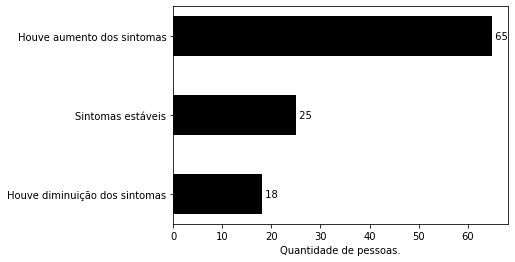 Houve aumento dos sintomas
65
Sintomas estáveis
25
Houve diminuição dos sintomas
18
0 10 20 30 40 50 60
Quantidade de pessoas.